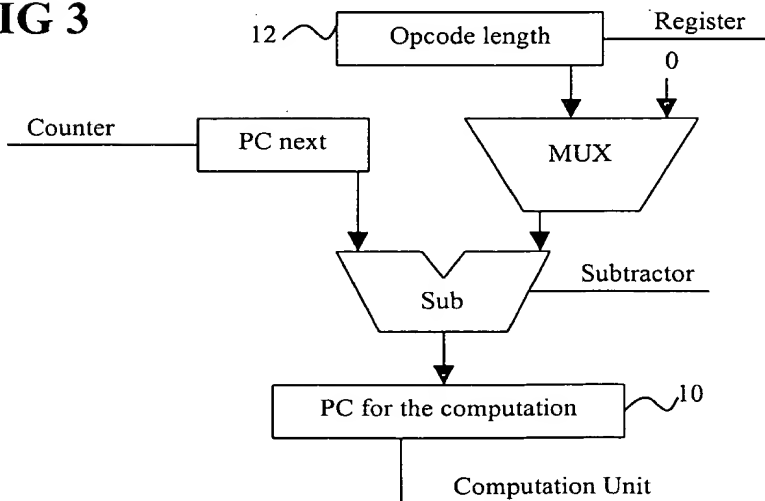 IG 3
12
Opcode length
Register
0
Counter
PC next
MUX
Subtractor
Sub
PC for the computation
10
Computation Unit